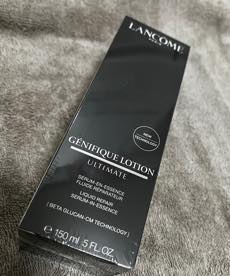 LANCÔME
NEW
TECHNOLOGY
GÉNIFIQUE LOTION
ULTIMATE
SERUM-EN-ESSENCE
FLUIDE RÉPARATEUR
LIQUID REPAIR
SERUM-IN-ESSENCE
[ BETA GLUCAN-CM TECHNOLOGY ]
150 ml 5 FL.OZ.